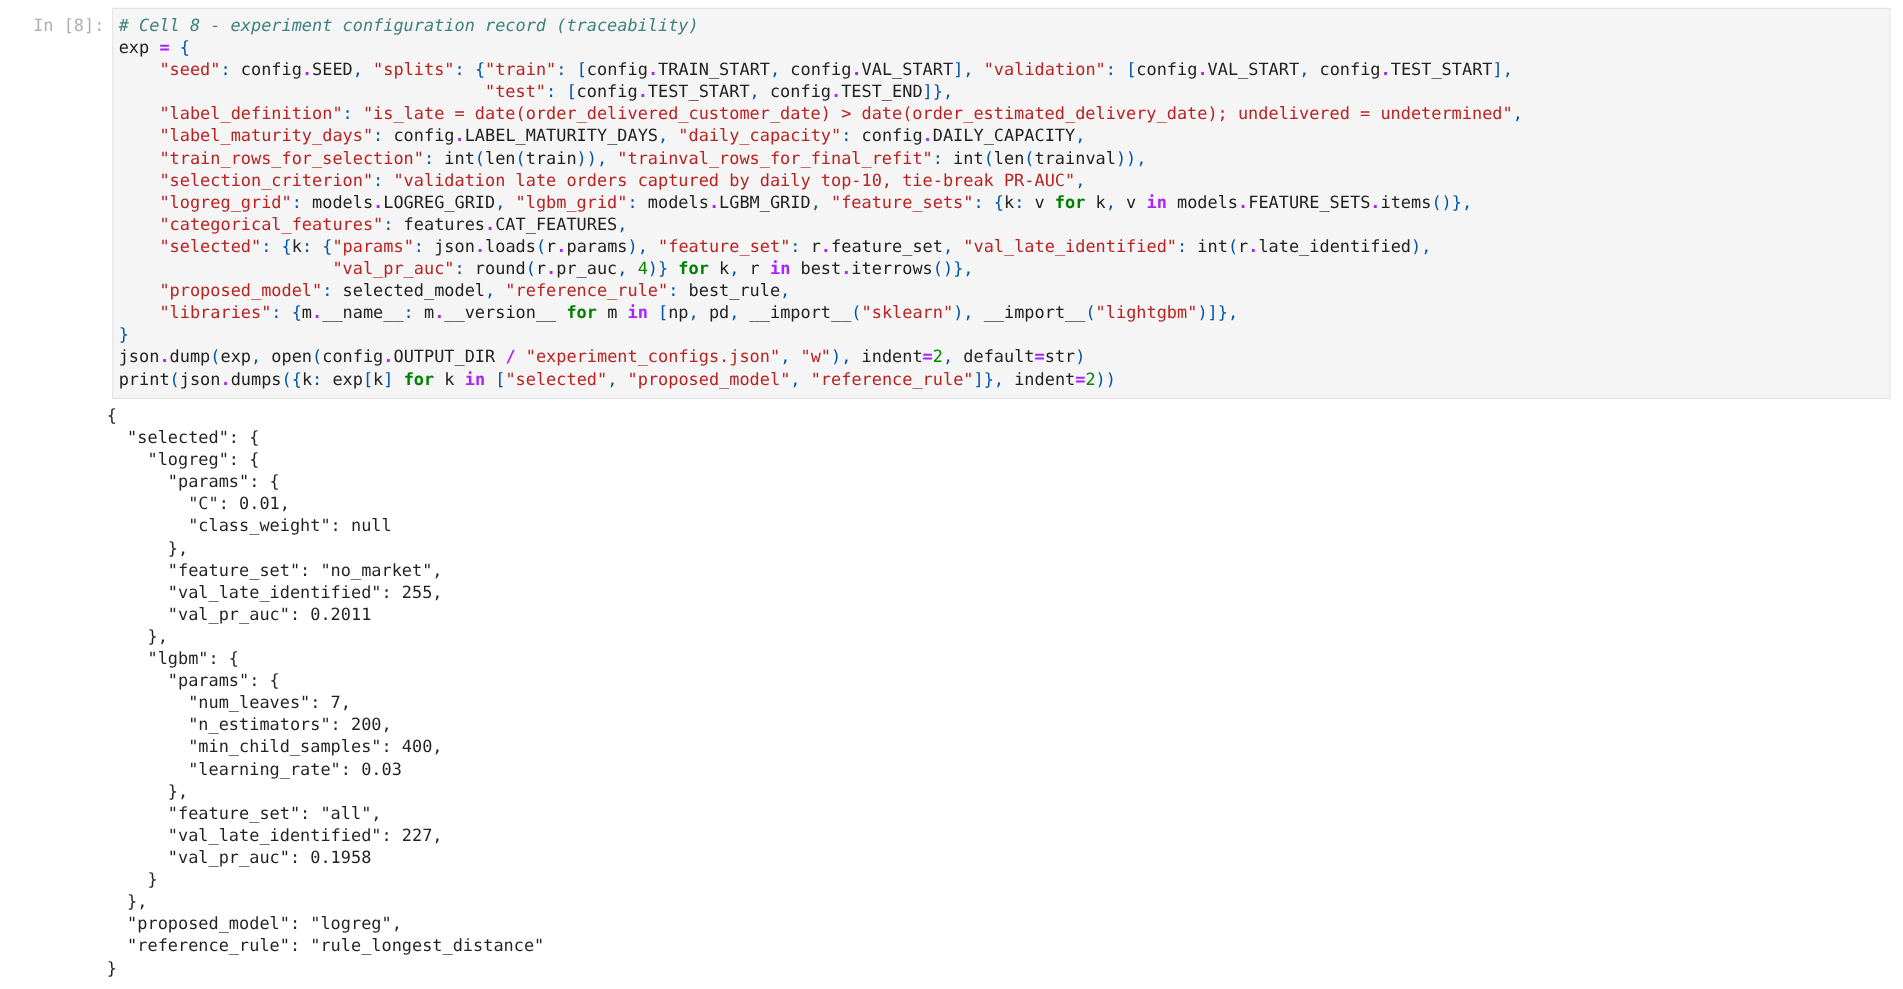 In [8]:
# Cell 8 - experiment configuration record (traceability)
exp = {
    "seed": config.SEED, "splits": {"train": [config.TRAIN_START, config.VAL_START], "validation": [config.VAL_START, config.TEST_START],
                                    "test": [config.TEST_START, config.TEST_END]},
    "label_definition": "is_late = date(order_delivered_customer_date) > date(order_estimated_delivery_date); undelivered = undetermined",
    "label_maturity_days": config.LABEL_MATURITY_DAYS, "daily_capacity": config.DAILY_CAPACITY,
    "train_rows_for_selection": int(len(train)), "trainval_rows_for_final_refit": int(len(trainval)),
    "selection_criterion": "validation late orders captured by daily top-10, tie-break PR-AUC",
    "logreg_grid": models.LOGREG_GRID, "lgbm_grid": models.LGBM_GRID, "feature_sets": {k: v for k, v in models.FEATURE_SETS.items()},
    "categorical_features": features.CAT_FEATURES,
    "selected": {k: {"params": json.loads(r.params), "feature_set": r.feature_set, "val_late_identified": int(r.late_identified),
                     "val_pr_auc": round(r.pr_auc, 4)} for k, r in best.iterrows()},
    "proposed_model": selected_model, "reference_rule": best_rule,
    "libraries": {m.__name__: m.__version__ for m in [np, pd, __import__("sklearn"), __import__("lightgbm")]},
}
json.dump(exp, open(config.OUTPUT_DIR / "experiment_configs.json", "w"), indent=2, default=str)
print(json.dumps({k: exp[k] for k in ["selected", "proposed_model", "reference_rule"]}, indent=2))
{
  "selected": {
    "logreg": {
      "params": {
        "C": 0.01,
        "class_weight": null
      },
      "feature_set": "no_market",
      "val_late_identified": 255,
      "val_pr_auc": 0.2011
    },
    "lgbm": {
      "params": {
        "num_leaves": 7,
        "n_estimators": 200,
        "min_child_samples": 400,
        "learning_rate": 0.03
      },
      "feature_set": "all",
      "val_late_identified": 227,
      "val_pr_auc": 0.1958
    }
  },
  "proposed_model": "logreg",
  "reference_rule": "rule_longest_distance"
}